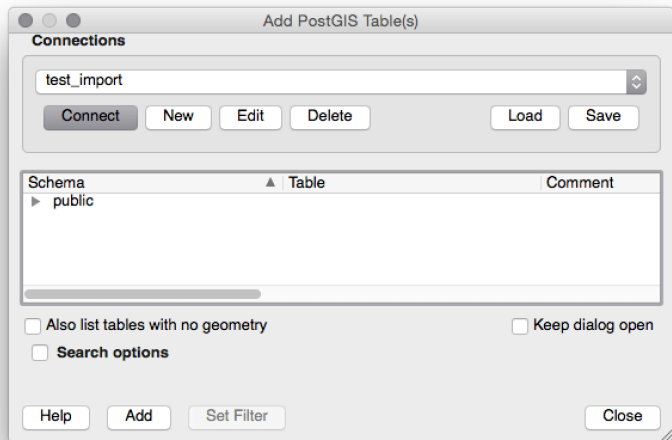 Add PostGIS Table(s)
Connections
test_import
Connect New Edit Delete Load Save
Schema Table Comment
public
Also list tables with no geometry Keep dialog open
Search options
Help Add Set Filter Close